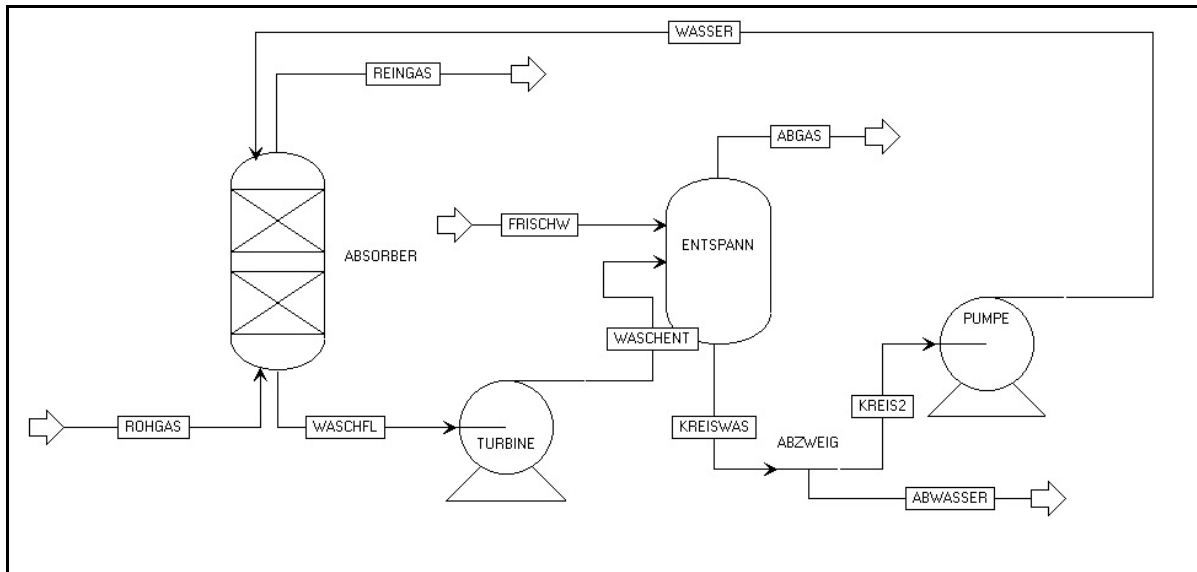 WASSER
REINGAS
ABGAS
FRISCHW
ENTSPANN
ABSORBER
PUMPE
WASCHENT
KREIS2
ROHGAS
WASCHFL
TURBINE
KREISWAS
ABZWEIG
ABWASSER